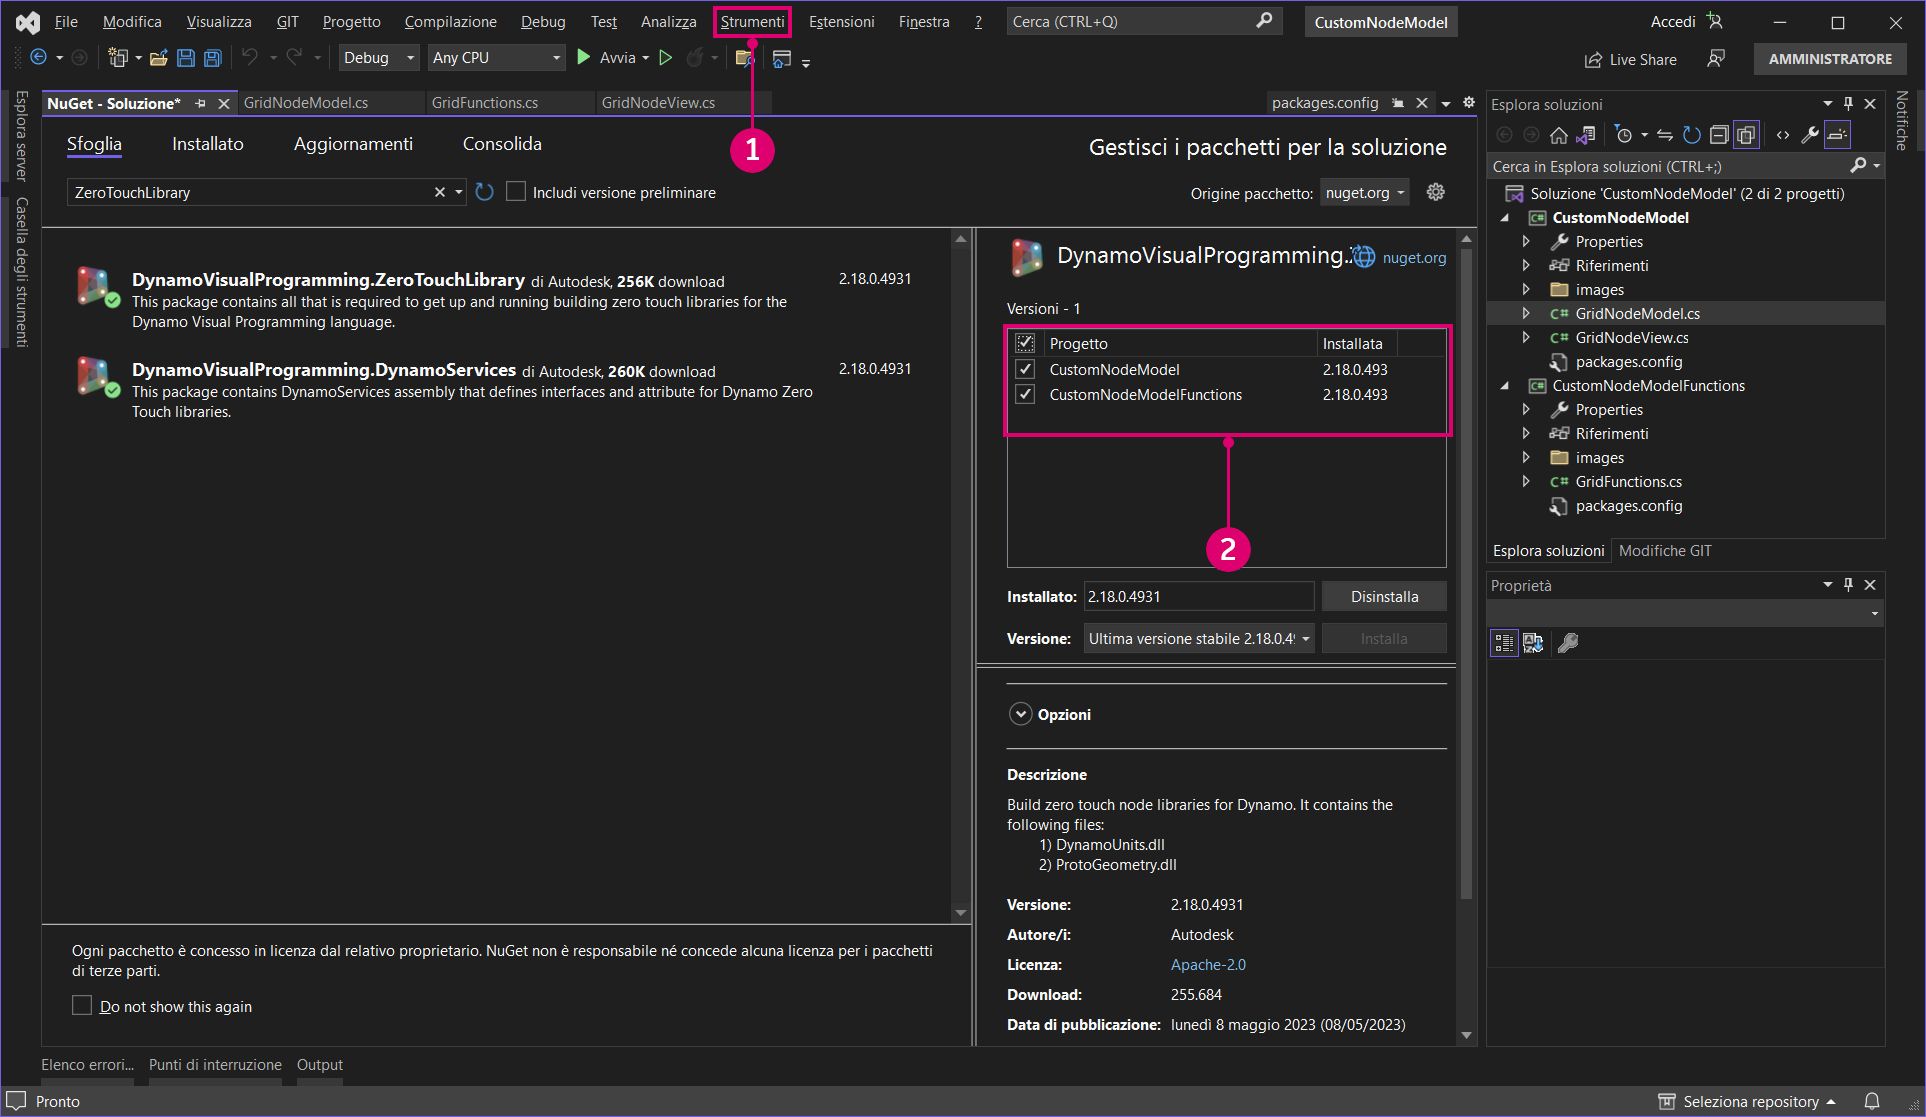 File Modifica Visualizza GIT Progetto Compilazione Debug Test Analizza Strumenti Estensioni Finestra ? Cerca (CTRL+Q) CustomNodeModel Accedi
Debug Any CPU Avvia Live Share AMMINISTRATORE
Esplora server
Casella degli strumenti
NuGet - Soluzione* GridNodeModel.cs GridFunctions.cs GridNodeView.cs packages.config
1
Sfoglia Installato Aggiornamenti Consolida
Gestisci i pacchetti per la soluzione
ZeroTouchLibrary Includi versione preliminare
Origine pacchetto: nuget.org
DynamoVisualProgramming.ZeroTouchLibrary di Autodesk, 256K download 2.18.0.4931
This package contains all that is required to get up and running building zero touch libraries for the
Dynamo Visual Programming language.
DynamoVisualProgramming.DynamoServices di Autodesk, 260K download 2.18.0.4931
This package contains DynamoServices assembly that defines interfaces and attribute for Dynamo Zero
Touch libraries.
Ogni pacchetto è concesso in licenza dal relativo proprietario. NuGet non è responsabile né concede alcuna licenza per i pacchetti
di terze parti.
Do not show this again
DynamoVisualProgramming. nuget.org
Versioni - 1
Progetto Installata
CustomNodeModel 2.18.0.493
CustomNodeModelFunctions 2.18.0.493
2
Installato: 2.18.0.4931 Disinstalla
Versione: Ultima versione stabile 2.18.0.4 Installa
Opzioni
Descrizione
Build zero touch node libraries for Dynamo. It contains the
following files:
1) DynamoUnits.dll
2) ProtoGeometry.dll
Versione: 2.18.0.4931
Autore/i: Autodesk
Licenza: Apache-2.0
Download: 255.684
Data di pubblicazione: lunedì 8 maggio 2023 (08/05/2023)
Esplora soluzioni
Cerca in Esplora soluzioni (CTRL+;)
Soluzione 'CustomNodeModel' (2 di 2 progetti)
C# CustomNodeModel
Properties
Riferimenti
images
C# GridNodeModel.cs
C# GridNodeView.cs
packages.config
C# CustomNodeModelFunctions
Properties
Riferimenti
images
C# GridFunctions.cs
packages.config
Esplora soluzioni Modifiche GIT
Proprietà
Notifiche
Elenco errori... Punti di interruzione Output
Pronto Seleziona repository